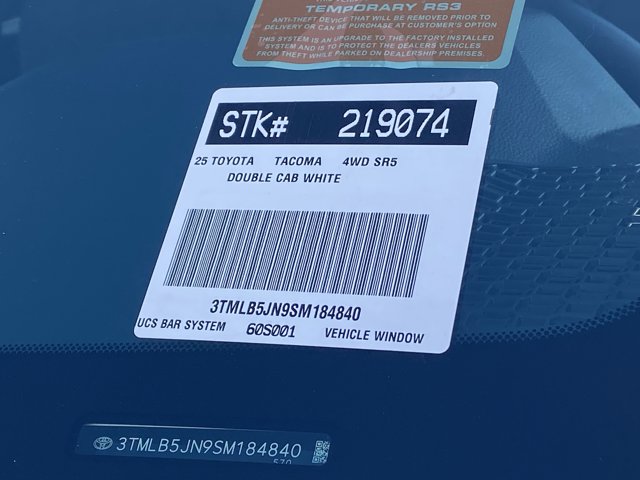 TEMPORARY RS3
ANTI-THEFT DEVICE THAT WILL BE REMOVED PRIOR TO
DELIVERY OR CAN BE PURCHASE AT CUSTOMER'S OPTION
THIS SYSTEM IS AN UPGRADE TO THE FACTORY INSTALLED
SYSTEM AND IS TO PROTECT THE DEALERS VEHICLES
FROM THEFT WHILE PARKED ON DEALERSHIP PREMISES.
STK# 219074
25 TOYOTA TACOMA 4WD SR5
DOUBLE CAB WHITE
3TMLB5JN9SM184840
UCS BAR SYSTEM 60S001 VEHICLE WINDOW
3TMLB5JN9SM184840
570